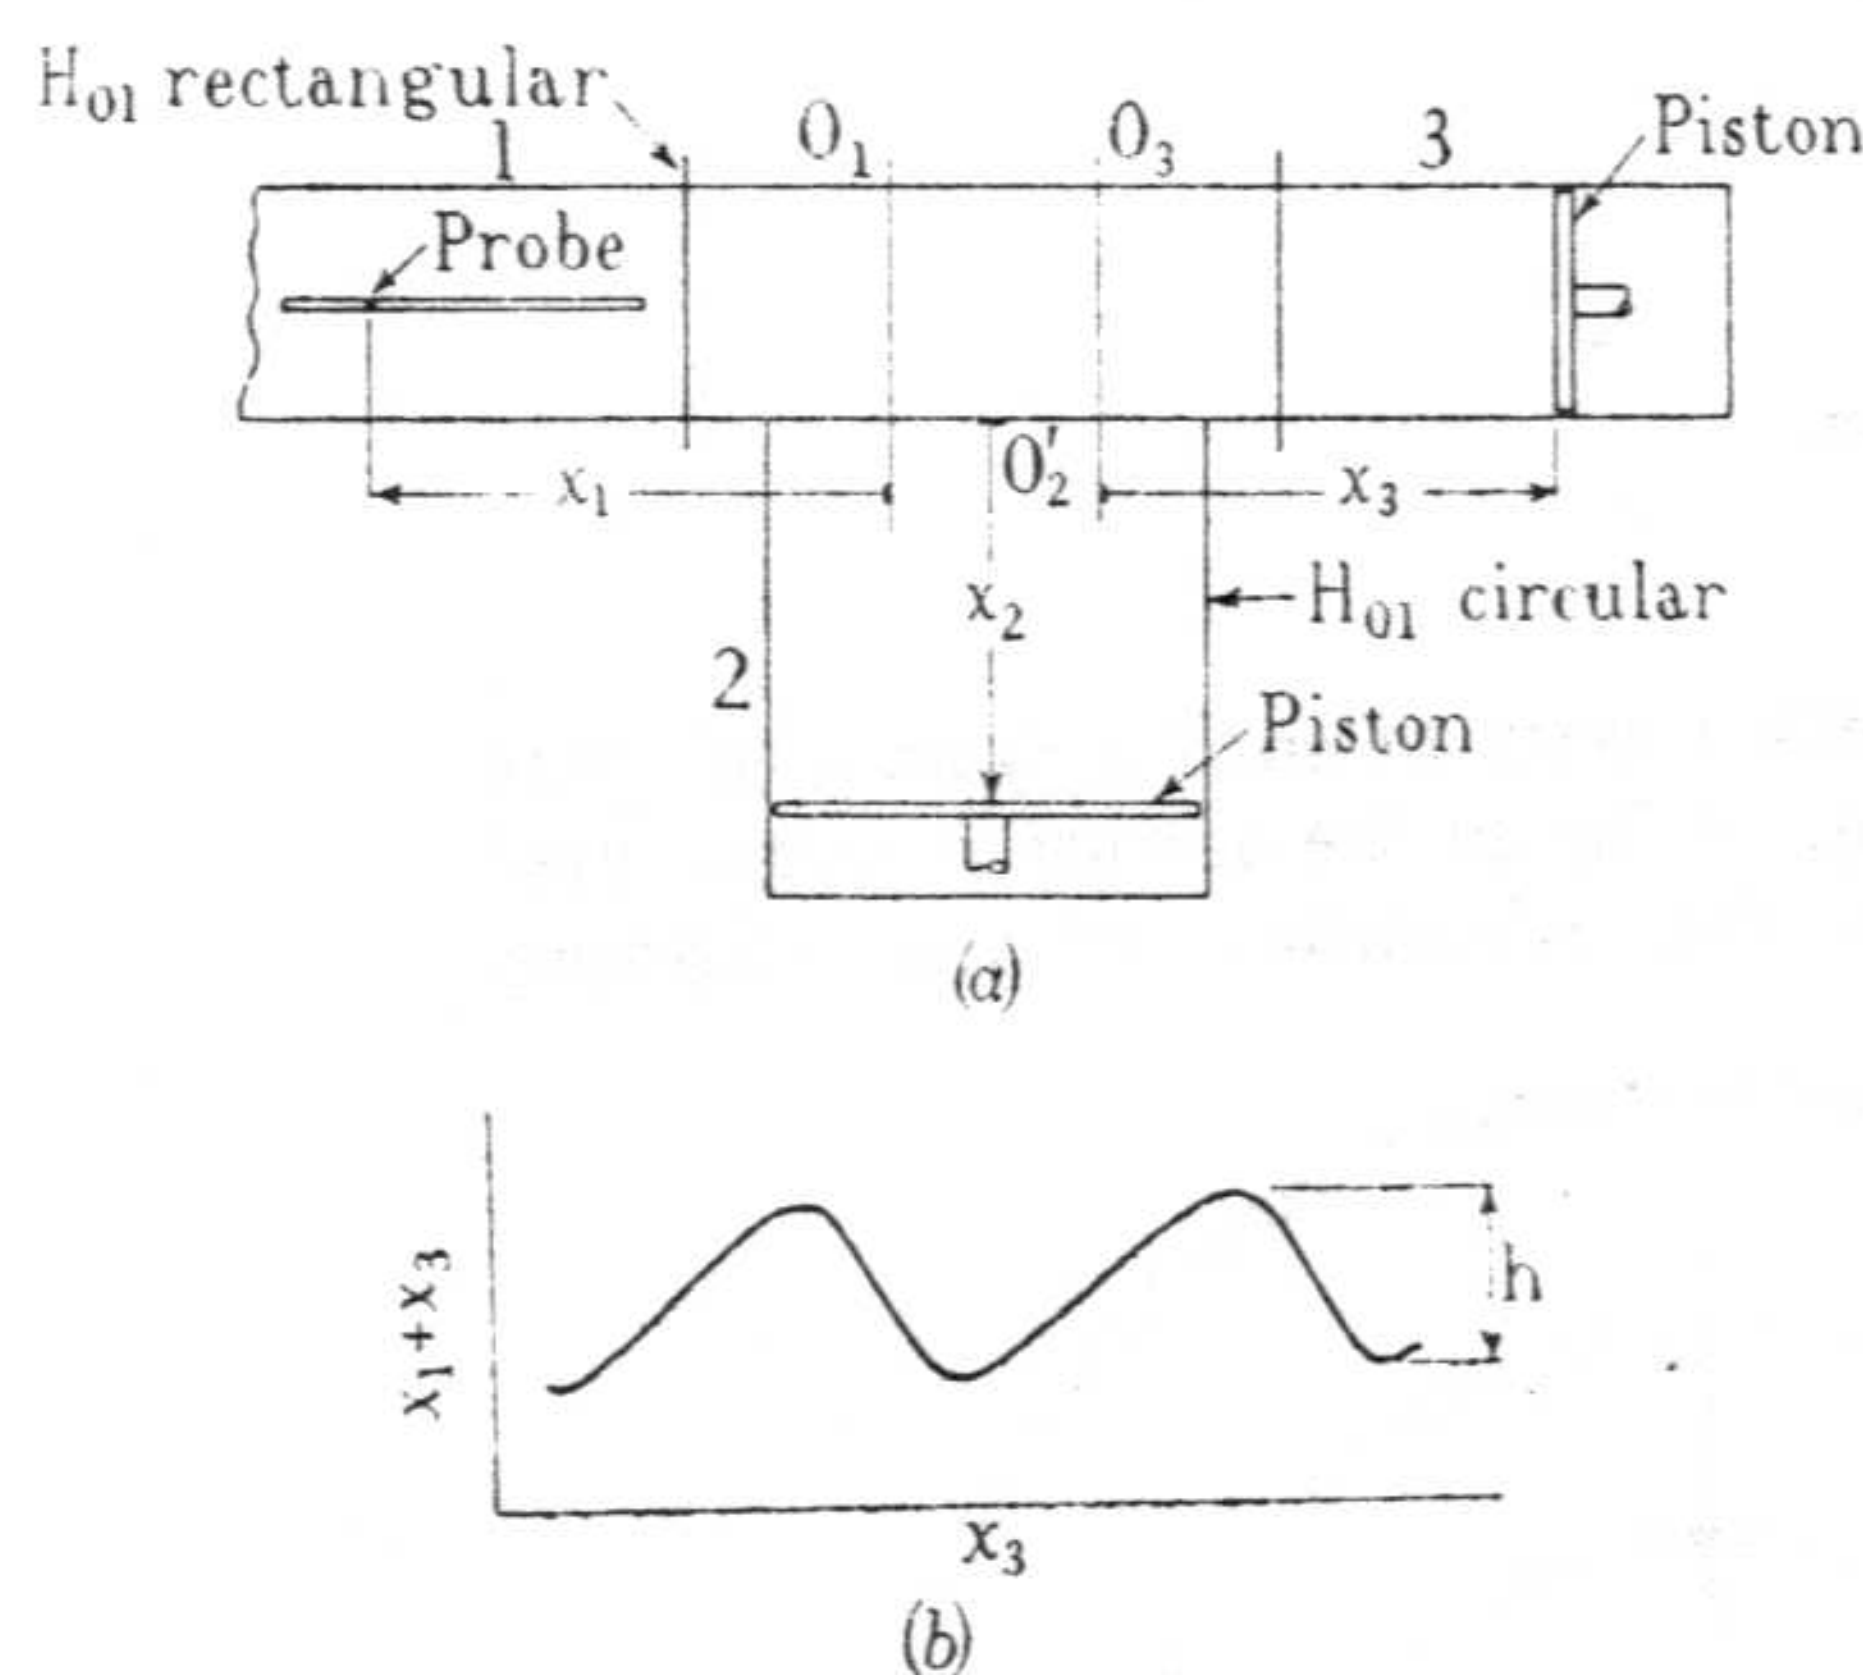 H01 rectangular
1
O1
O3
3
Piston
Probe
x1
O'2
x3
x2
H01 circular
2
Piston
(a)
x1+x3
h
x3
(b)